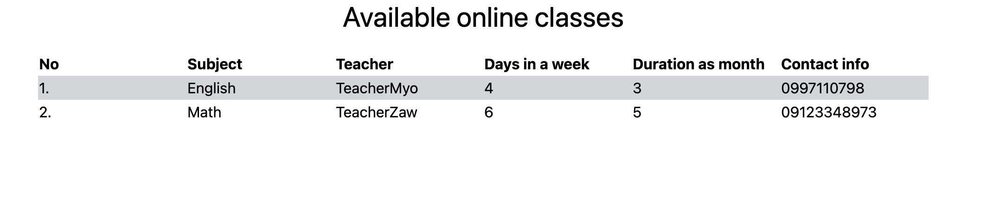 Available online classes
No Subject Teacher Days in a week Duration as month Contact info
1. English TeacherMyo 4 3 0997110798
2. Math TeacherZaw 6 5 09123348973